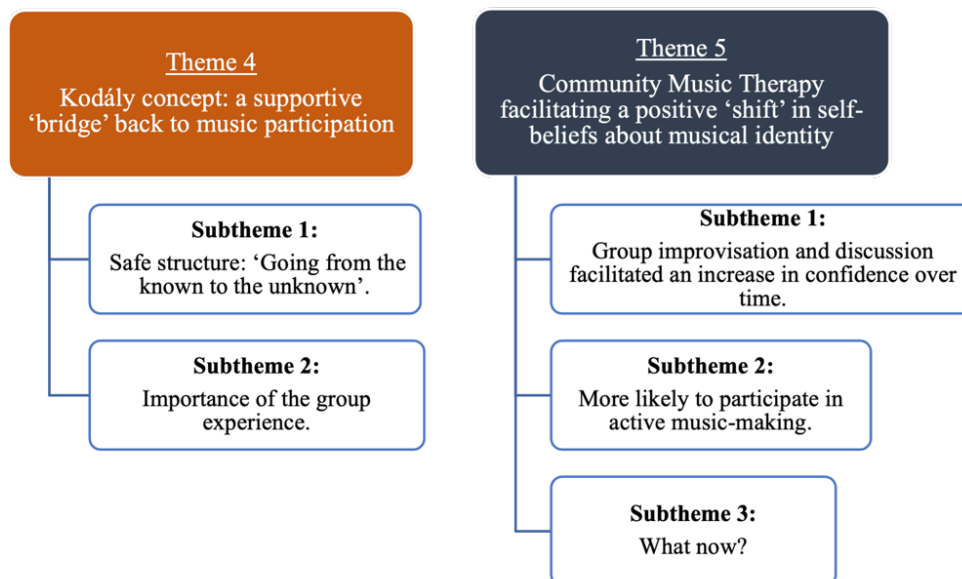 Theme 4
Kodály concept: a supportive
‘bridge’ back to music participation
Subtheme 1:
Safe structure: ‘Going from the
known to the unknown’.
Subtheme 2:
Importance of the group
experience.
Theme 5
Community Music Therapy
facilitating a positive ‘shift’ in self-
beliefs about musical identity
Subtheme 1:
Group improvisation and discussion
facilitated an increase in confidence over
time.
Subtheme 2:
More likely to participate in
active music-making.
Subtheme 3:
What now?